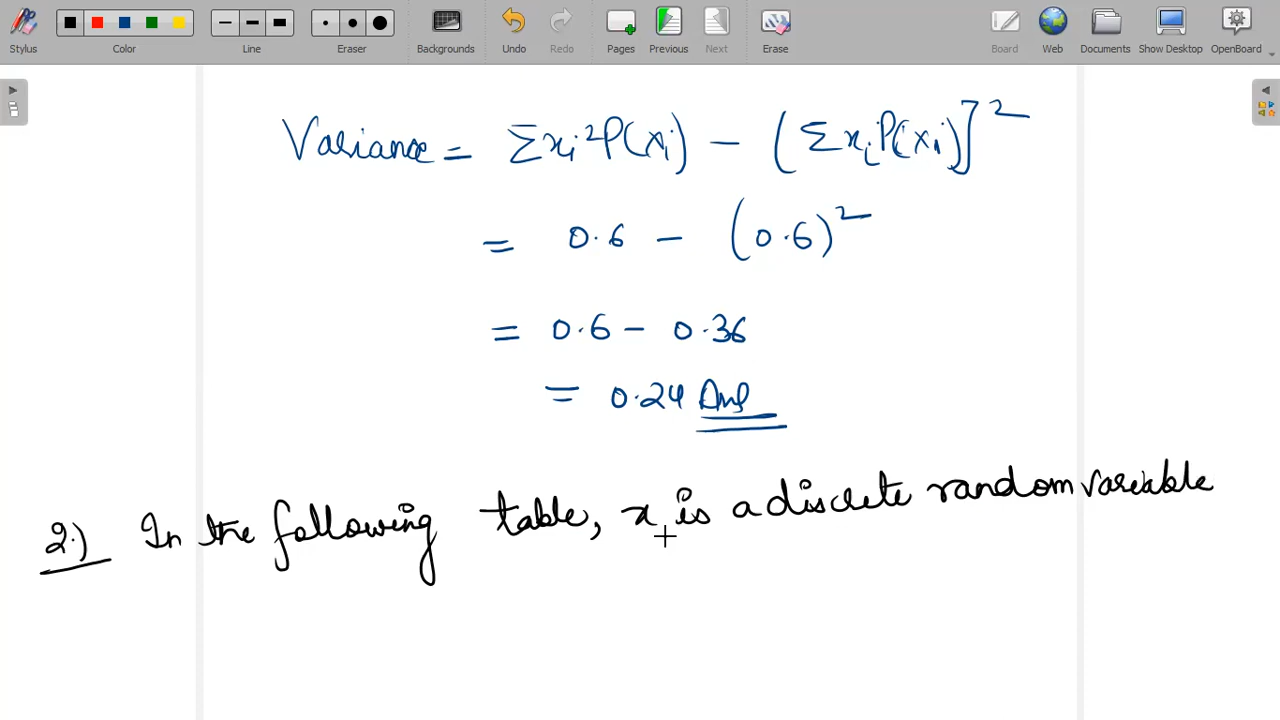 Stylus Color Line Eraser Backgrounds Undo Redo Pages Previous Next Erase Board Web Documents Show Desktop OpenBoard
Variance = Σxi²P(xi) − (Σxi P(xi)]²
= 0.6 − (0.6)²
= 0.6 − 0.36
= 0.24 Ans
2.) In the following table, x is a discrete random variable